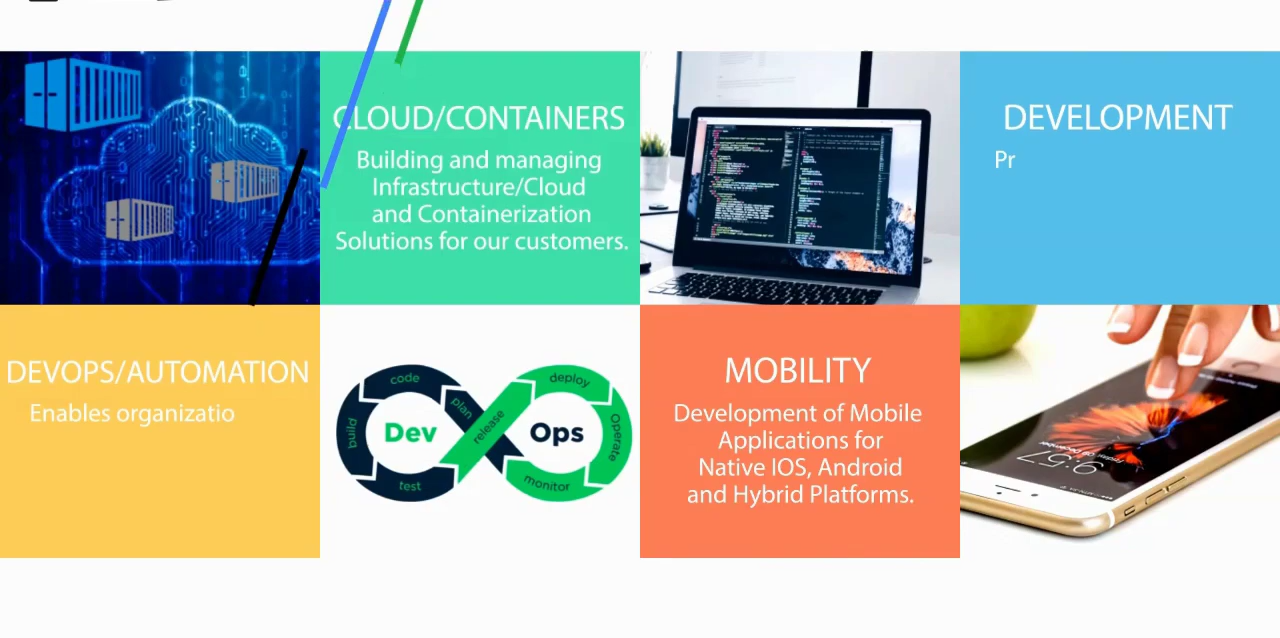 CLOUD/CONTAINERS
Building and managing
Infrastructure/Cloud
and Containerization
Solutions for our customers.
DEVELOPMENT
Pr
DEVOPS/AUTOMATION
Enables organizatio
code
plan
build
test
Dev
release
deploy
Operate
monitor
Ops
MOBILITY
Development of Mobile
Applications for
Native IOS, Android
and Hybrid Platforms.
9:57